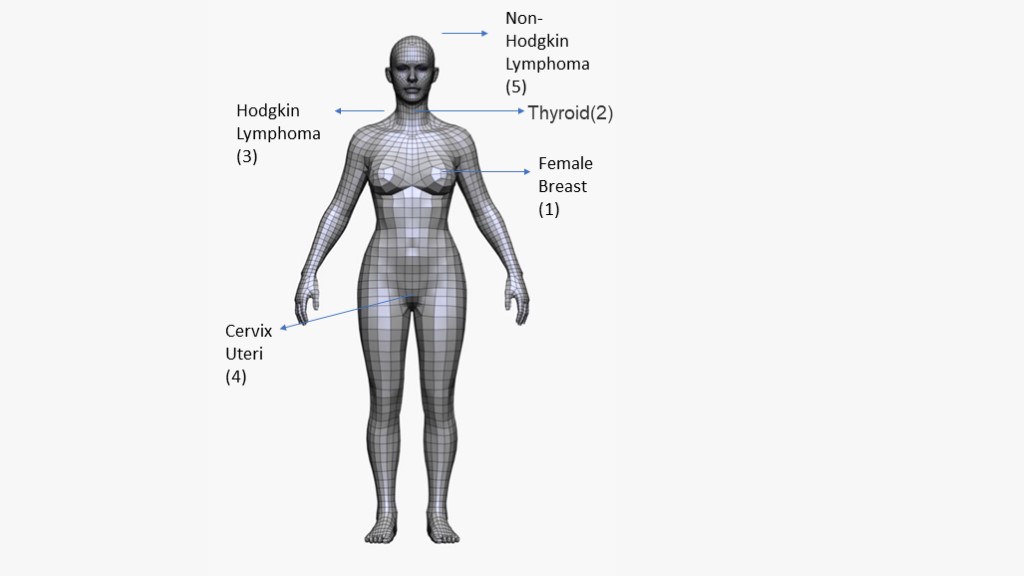 Non-
Hodgkin
Lymphoma
(5)
Hodgkin
Lymphoma
(3)
Thyroid(2)
Female
Breast
(1)
Cervix
Uteri
(4)